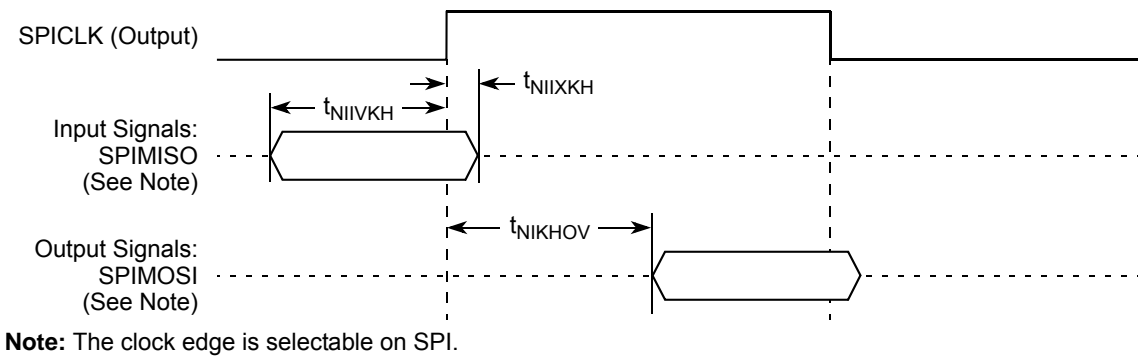 SPICLK (Output)
tNIIXKH
tNIIVKH
Input Signals:
SPIMISO
(See Note)
tNIKHOV
Output Signals:
SPIMOSI
(See Note)
Note: The clock edge is selectable on SPI.